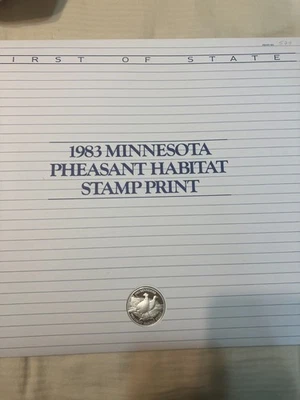 IRST OF STATE
1983 MINNESOTA
PHEASANT HABITAT
STAMP PRINT